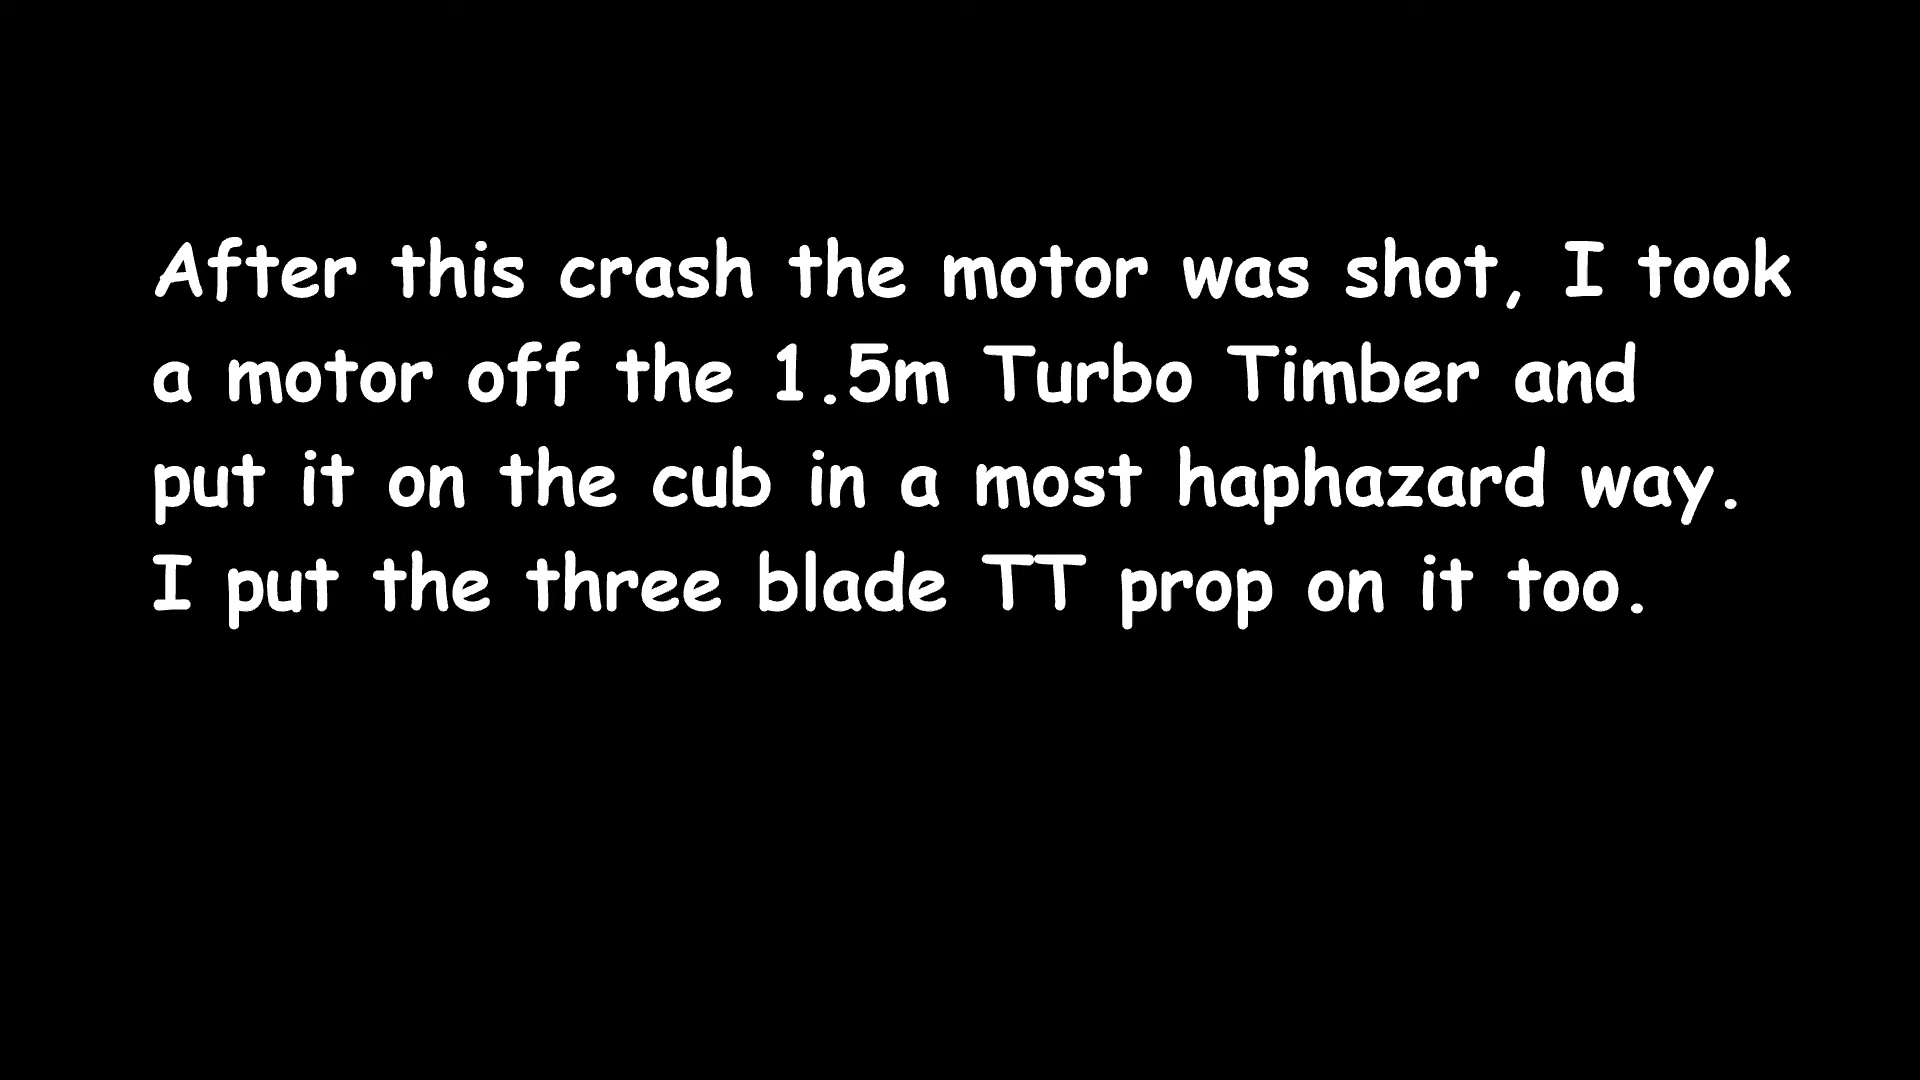 After this crash the motor was shot, I took
a motor off the 1.5m Turbo Timber and
put it on the cub in a most haphazard way.
I put the three blade TT prop on it too.